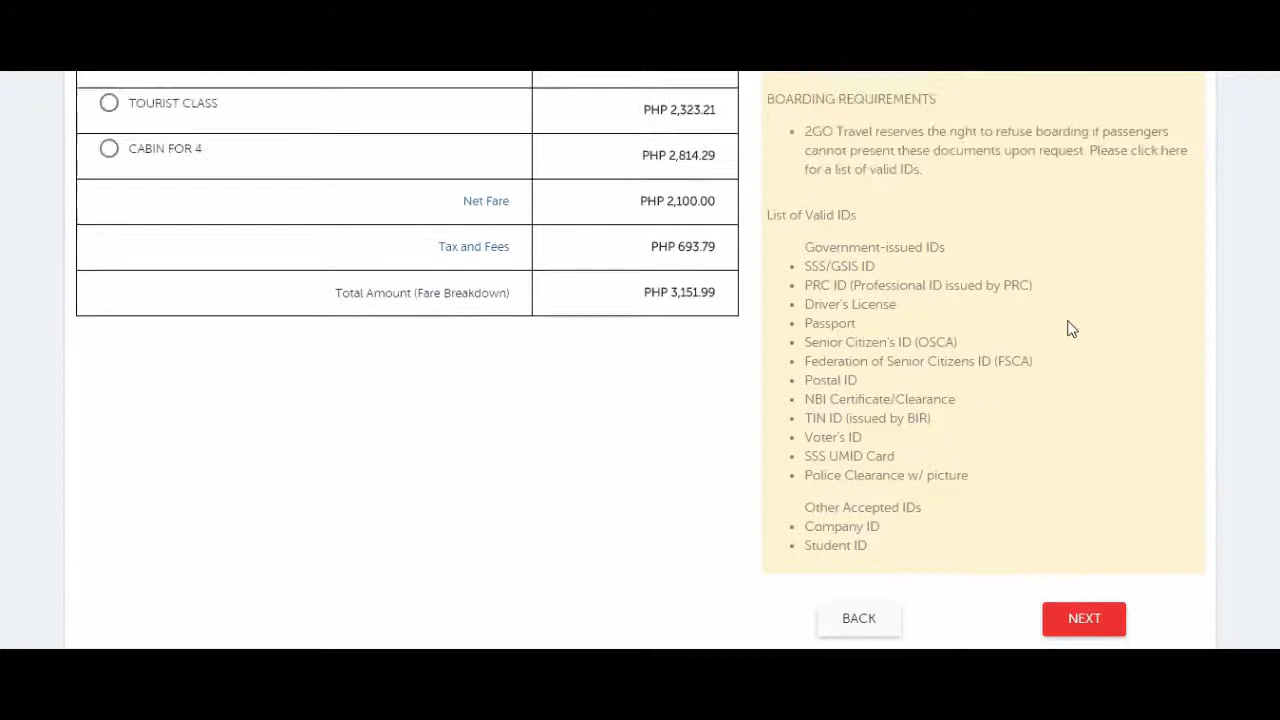 TOURIST CLASS
PHP 2,323.21
CABIN FOR 4
PHP 2,814.29
Net Fare
PHP 2,100.00
Tax and Fees
PHP 693.79
Total Amount (Fare Breakdown)
PHP 3,151.99
BOARDING REQUIREMENTS
• 2GO Travel reserves the right to refuse boarding if passengers
cannot present these documents upon request. Please click here
for a list of valid IDs.
List of Valid IDs
Government-issued IDs
• SSS/GSIS ID
• PRC ID (Professional ID issued by PRC)
• Driver's License
• Passport
• Senior Citizen's ID (OSCA)
• Federation of Senior Citizens ID (FSCA)
• Postal ID
• NBI Certificate/Clearance
• TIN ID (issued by BIR)
• Voter's ID
• SSS UMID Card
• Police Clearance w/ picture
Other Accepted IDs
• Company ID
• Student ID
BACK
NEXT